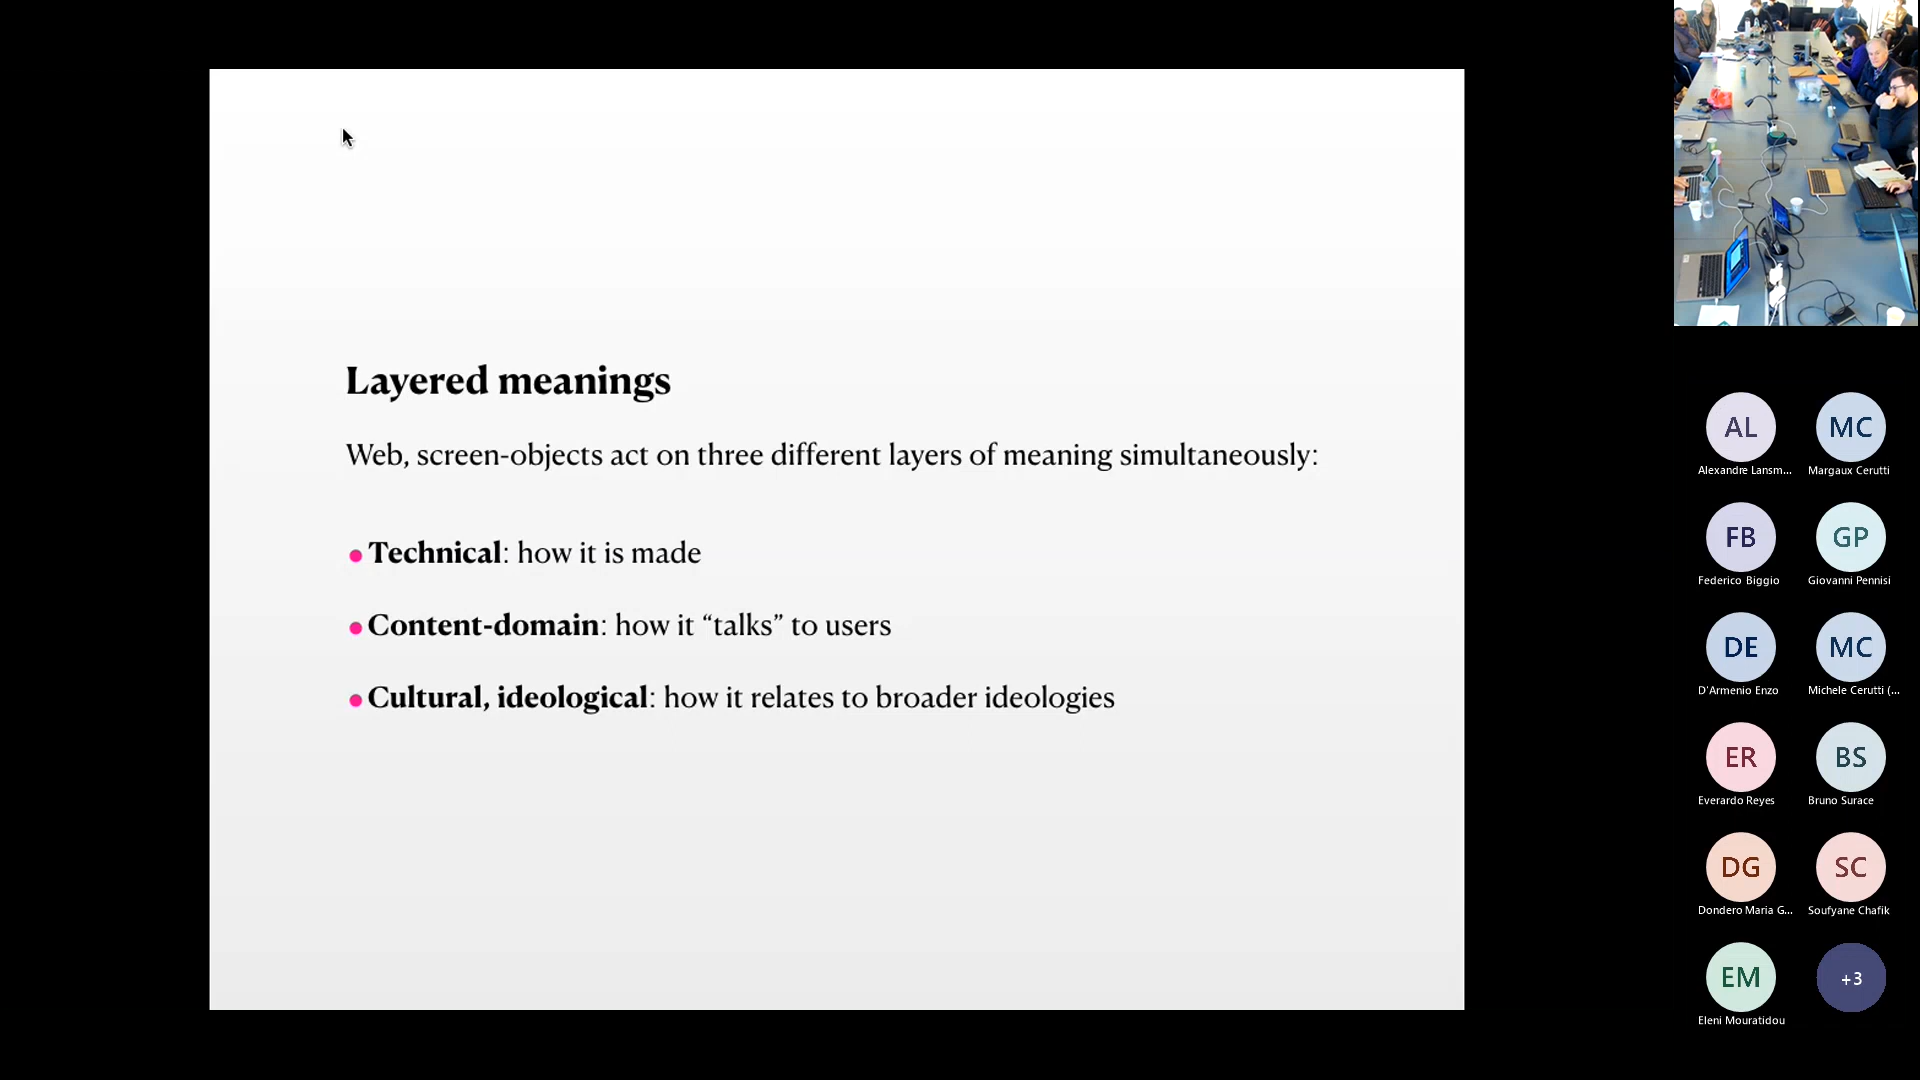 Layered meanings
Web, screen-objects act on three different layers of meaning simultaneously:
Technical: how it is made
Content-domain: how it “talks” to users
Cultural, ideological: how it relates to broader ideologies
AL
Alexandre Lansm...
MC
Margaux Cerutti
FB
Federico Biggio
GP
Giovanni Pennisi
DE
D'Armenio Enzo
MC
Michele Cerutti (...
ER
Everardo Reyes
BS
Bruno Surace
DG
Dondero Maria G...
SC
Soufyane Chafik
EM
Eleni Mouratidou
+3